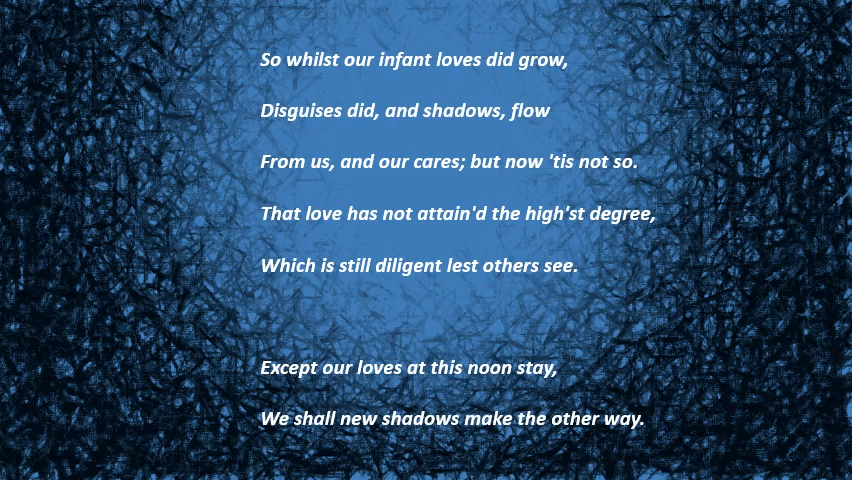 So whilst our infant loves did grow,
Disguises did, and shadows, flow
From us, and our cares; but now 'tis not so.
That love has not attain'd the high'st degree,
Which is still diligent lest others see.
Except our loves at this noon stay,
We shall new shadows make the other way.